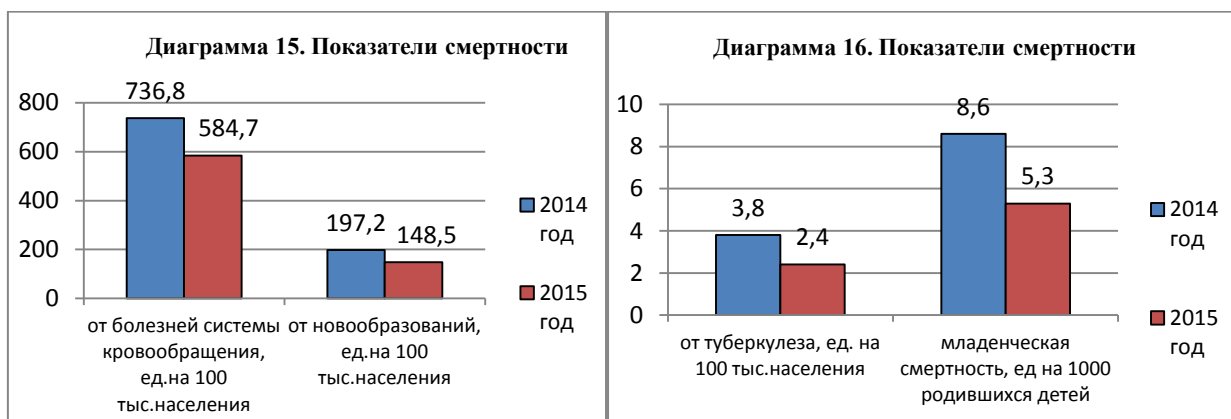 Диаграмма 15. Показатели смертности
800
600
400
200
0
736,8
584,7
197,2
148,5
от болезней системы
кровообращения,
ед.на 100
тыс.населения
от новообразований,
ед.на 100
тыс.населения
2014
год
2015
год
Диаграмма 16. Показатели смертности
10
8
6
4
2
0
3,8
2,4
8,6
5,3
от туберкулеза, ед. на
100 тыс.населения
младенческая
смертность, ед на 1000
родившихся детей
2014
год
2015
год